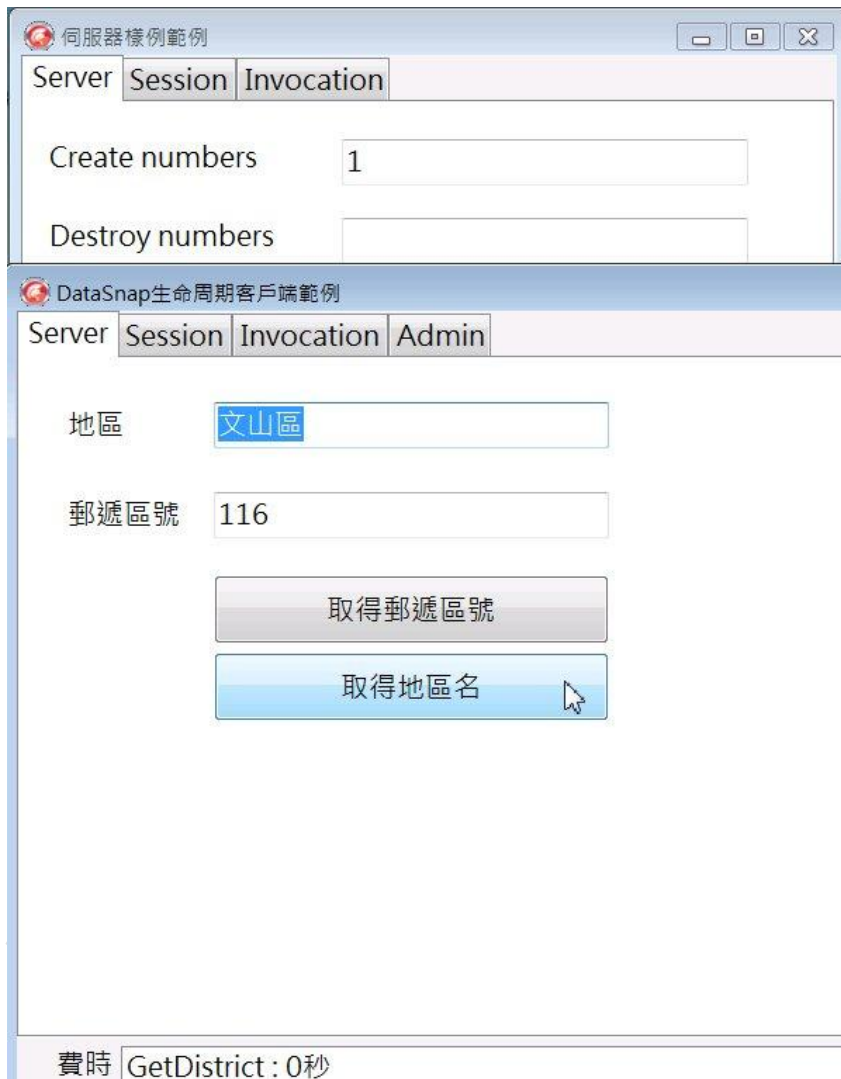 伺服器樣例範例
Server Session Invocation
Create numbers 1
Destroy numbers
DataSnap生命周期客戶端範例
Server Session Invocation Admin
地區 文山區
郵遞區號 116
取得郵遞區號
取得地區名
費時 GetDistrict : 0秒